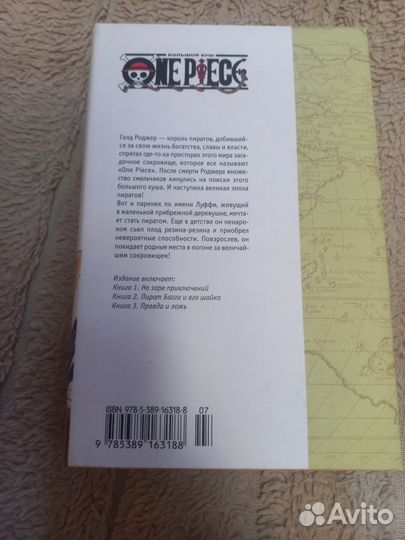 БОЛЬШОЙ КУШ
ONE PIECE
Голд Роджер — король пиратов, добивший-
ся за свою жизнь богатства, славы и власти,
спрятал где-то на просторах этого мира зага-
дочное сокровище, которое все называют
«One Piece». После смерти Роджера множе-
ство смельчаков кинулись на поиски этого
большого куша. И наступила великая эпоха
пиратов!
Вот и паренек по имени Луффи, живущий
в маленькой прибрежной деревушке, мечта-
ет стать пиратом. Еще в детстве он ненаро-
ком съел плод резина-резина и приобрел
невероятные способности. Повзрослев, он
покидает родные места в погоне за величай-
шим сокровищем!
Издание включает:
Книга 1. На заре приключений
Книга 2. Пират Багги и его шайка
Книга 3. Правда и ложь
ISBN 978-5-389-16318-8
07
9 785389 163188
Avito